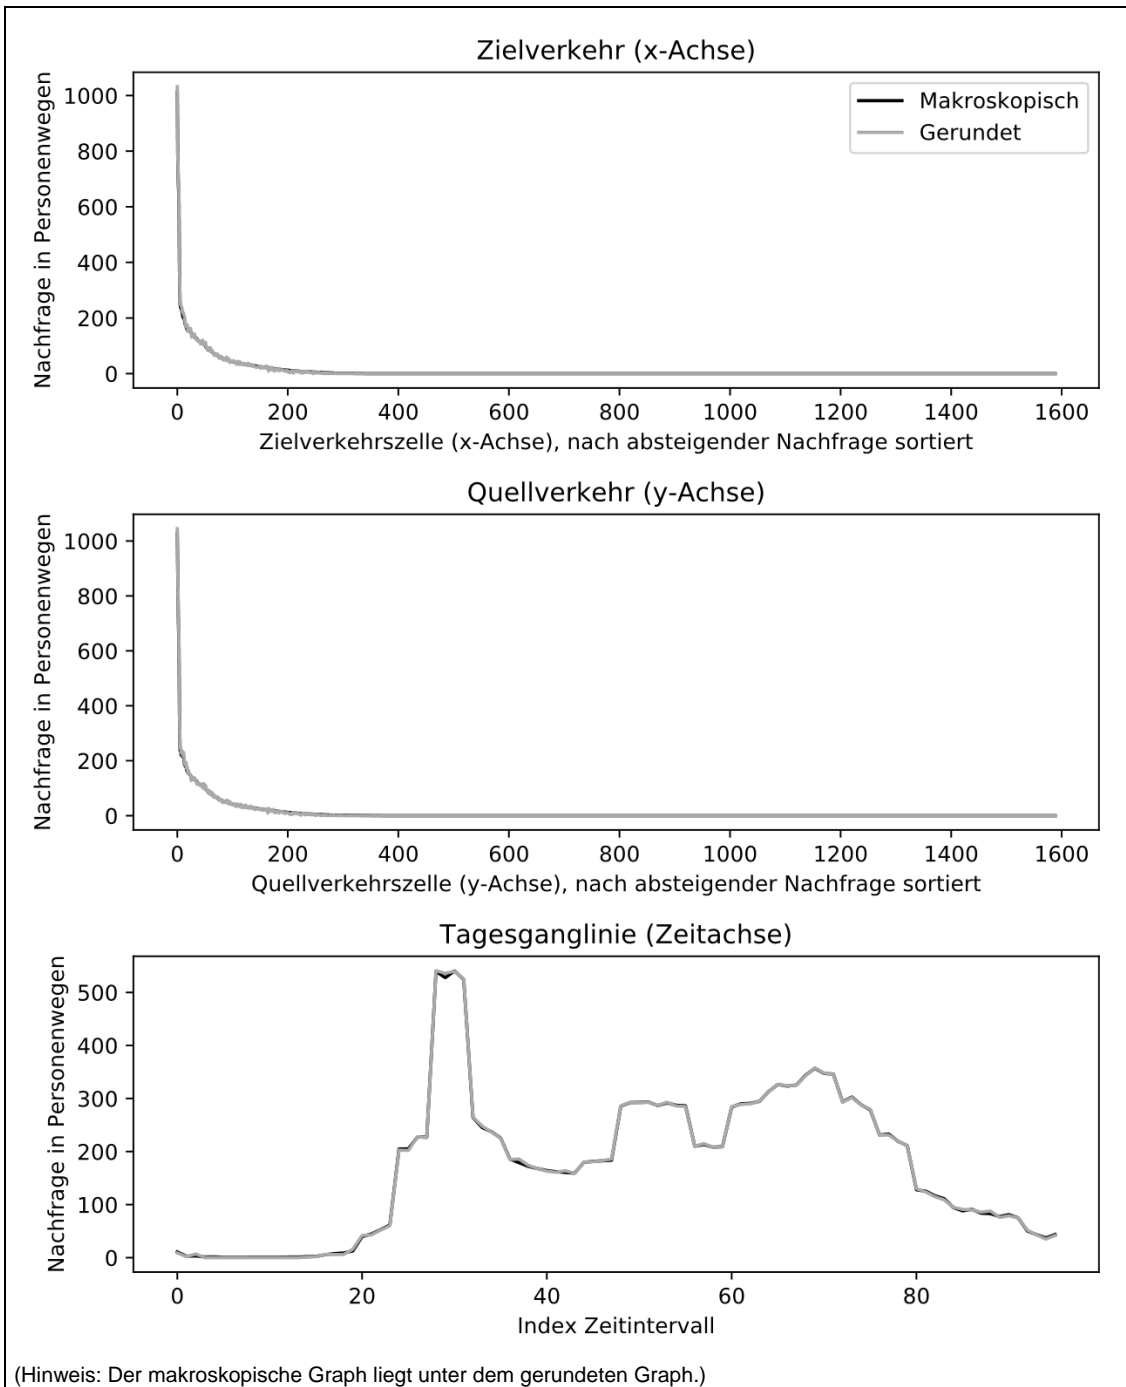 Zielverkehr (x-Achse)
Nachfrage in Personenwegen
1000
800
600
400
200
0
Makroskopisch
Gerundet
0 200 400 600 800 1000 1200 1400 1600
Zielverkehrszelle (x-Achse), nach absteigender Nachfrage sortiert
Quellverkehr (y-Achse)
Nachfrage in Personenwegen
1000
800
600
400
200
0
0 200 400 600 800 1000 1200 1400 1600
Quellverkehrszelle (y-Achse), nach absteigender Nachfrage sortiert
Tagesganglinie (Zeitachse)
Nachfrage in Personenwegen
500
400
300
200
100
0
0 20 40 60 80
Index Zeitintervall
(Hinweis: Der makroskopische Graph liegt unter dem gerundeten Graph.)